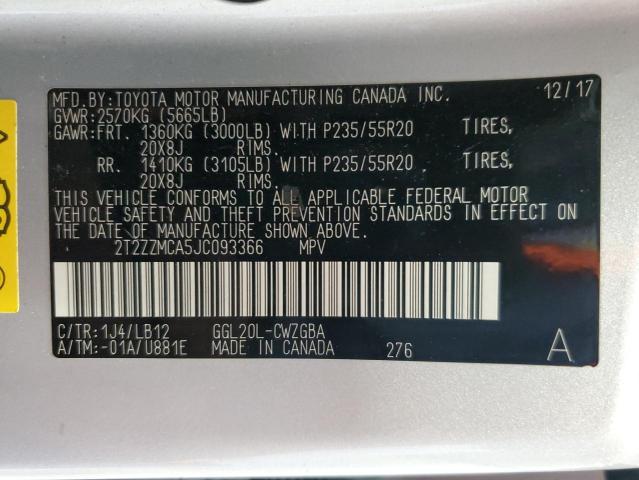 MFD.BY:TOYOTA MOTOR MANUFACTURING CANADA INC. 12/17
GVWR:2570KG (5665LB)
GAWR:FRT. 1360KG (3000LB) WITH P235/55R20 TIRES,
20X8J RIMS.
RR. 1410KG (3105LB) WITH P235/55R20 TIRES,
20X8J RIMS.
THIS VEHICLE CONFORMS TO ALL APPLICABLE FEDERAL MOTOR
VEHICLE SAFETY AND THEFT PREVENTION STANDARDS IN EFFECT ON
THE DATE OF MANUFACTURE SHOWN ABOVE.
2T2ZZMCA5JC093366 MPV
C/TR:1J4/LB12 GGL20L-CWZGBA
A/TM:-01A/U881E MADE IN CANADA 276 A